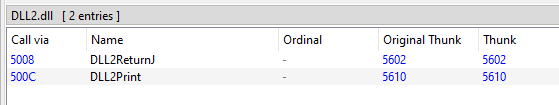 DLL2.dll [ 2 entries ]
Call via Name Ordinal Original Thunk Thunk
5008 DLL2ReturnJ - 5602 5602
500C DLL2Print - 5610 5610